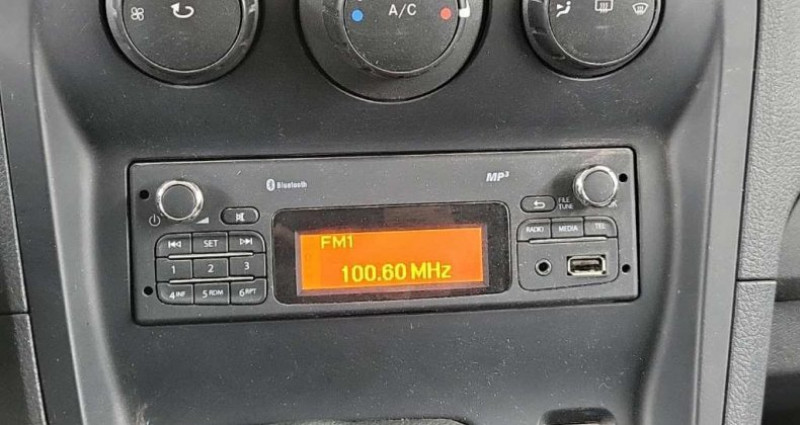 A/C
Bluetooth
MP3
FILE
TUNE
SET
RADIO MEDIA TEL
FM1
100.60 MHz
1 2 3
4 INF 5 RDM 6 RPT